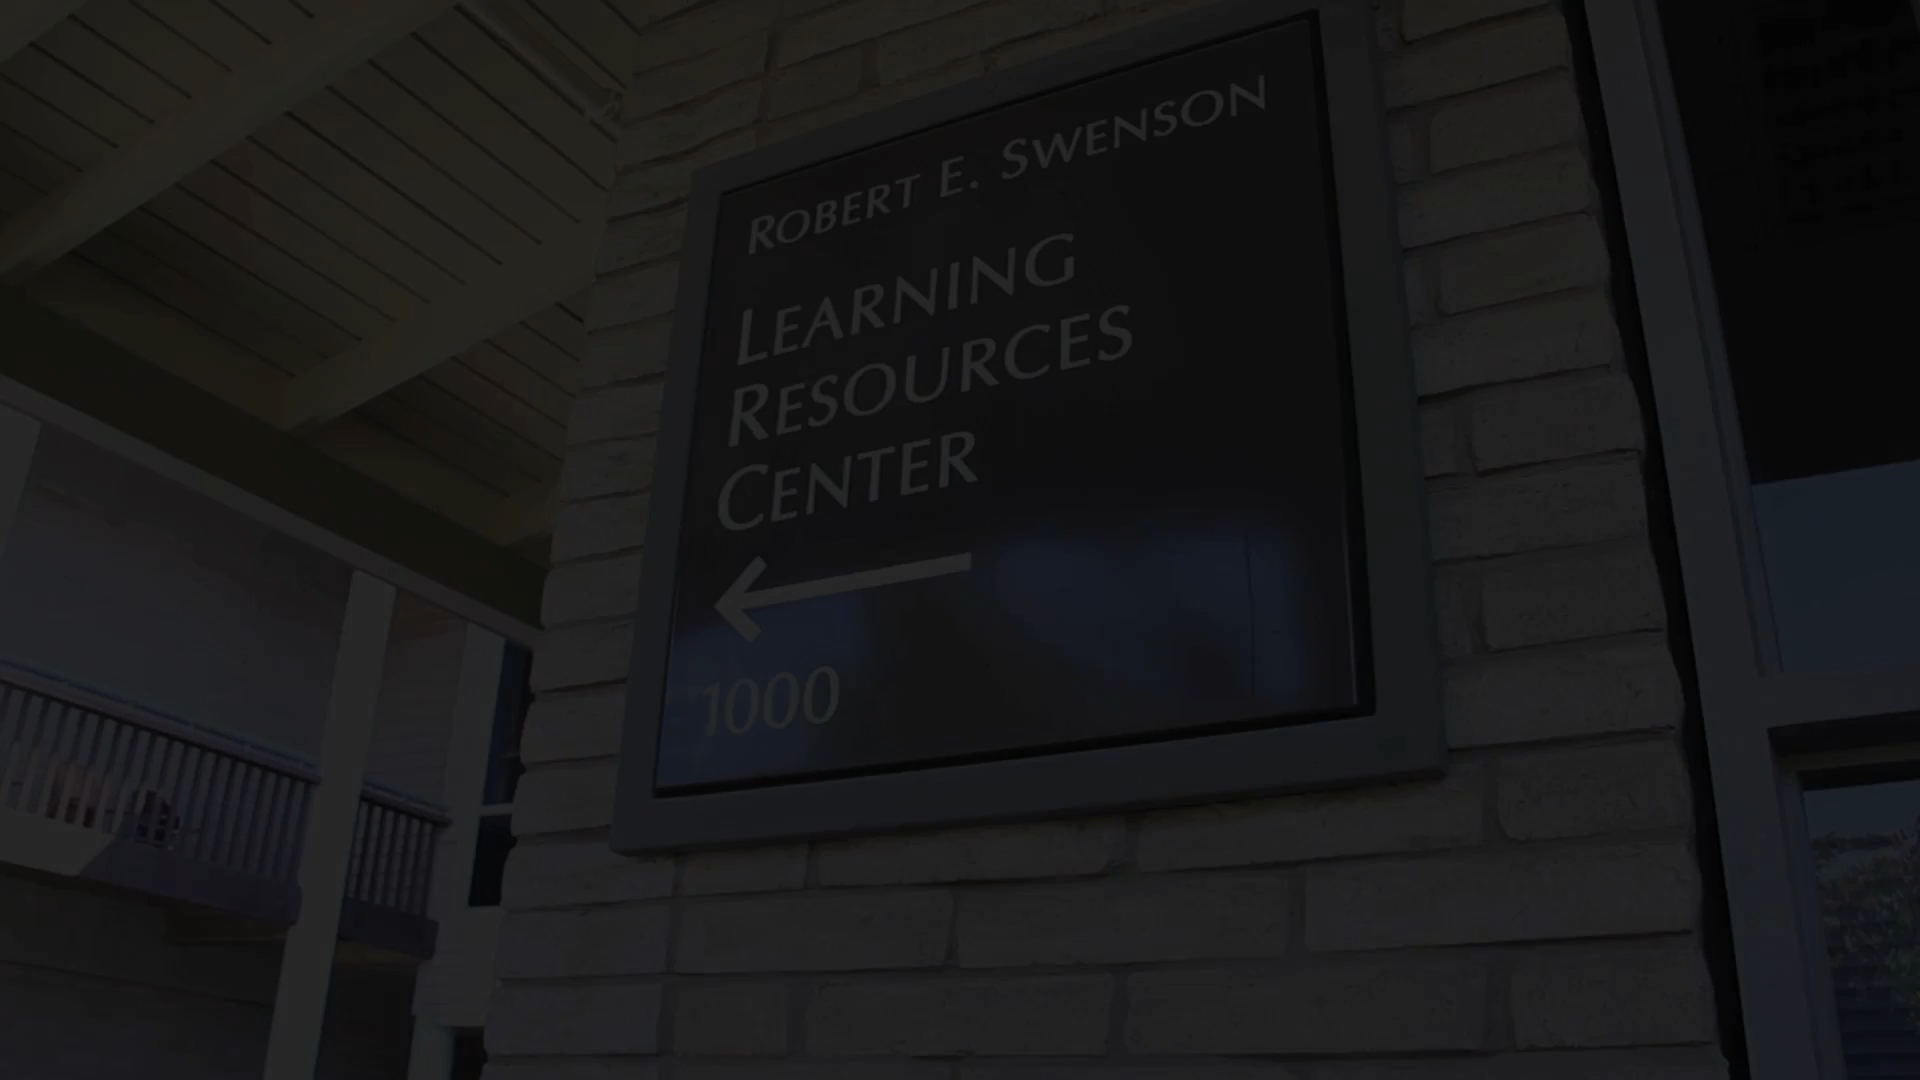 ROBERT E. SWENSON
LEARNING
RESOURCES
CENTER
1000